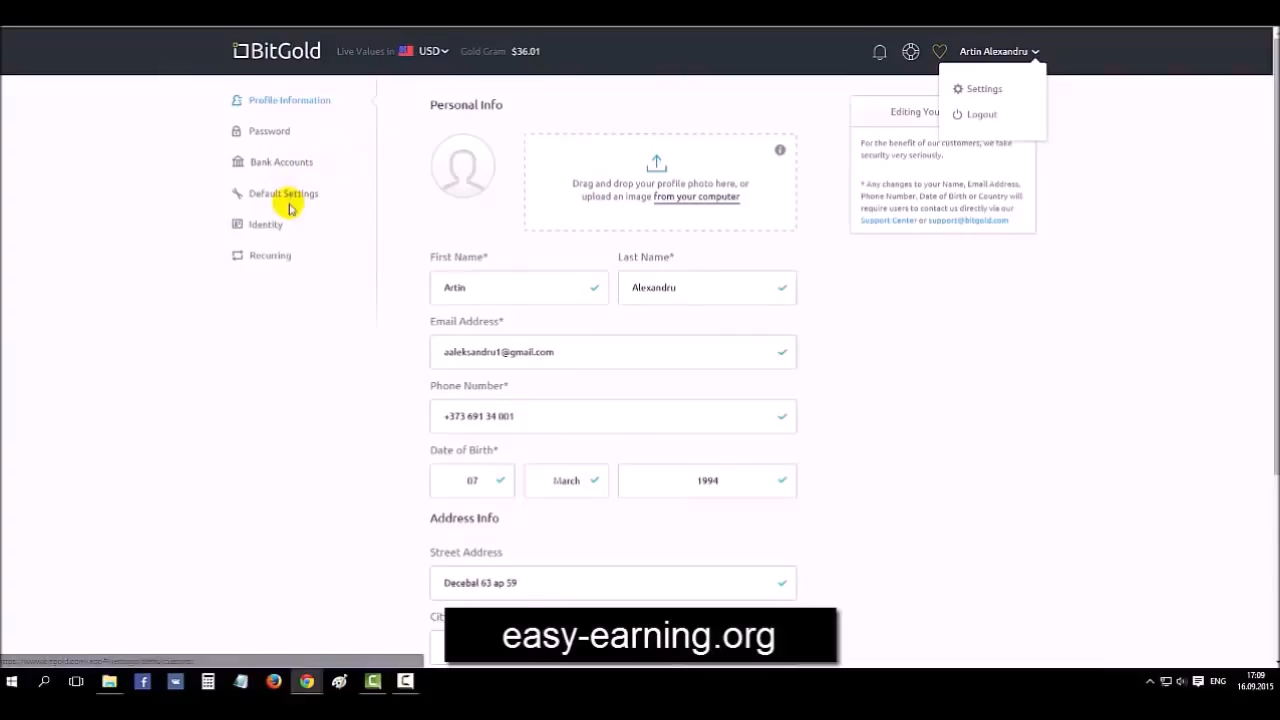 BitGold Live Values in USD Gold Gram $36.01 Artin Alexandru
Settings
Logout
Profile Information
Password
Bank Accounts
Default Settings
Identity
Recurring
Personal Info
Drag and drop your profile photo here, or
upload an image from your computer
Editing You
For the benefit of our customers, we take
security very seriously.
* Any changes to your Name, Email Address,
Phone Number, Date of Birth or Country will
require users to contact us directly via our
Support Center or support@bitgold.com
First Name* Last Name*
Artin Alexandru
Email Address*
aaleksandru1@gmail.com
Phone Number*
+373 691 34 001
Date of Birth*
07 March 1994
Address Info
Street Address
Decebal 63 ap 59
Cit
easy-earning.org
ENG
17:09
16.09.2015